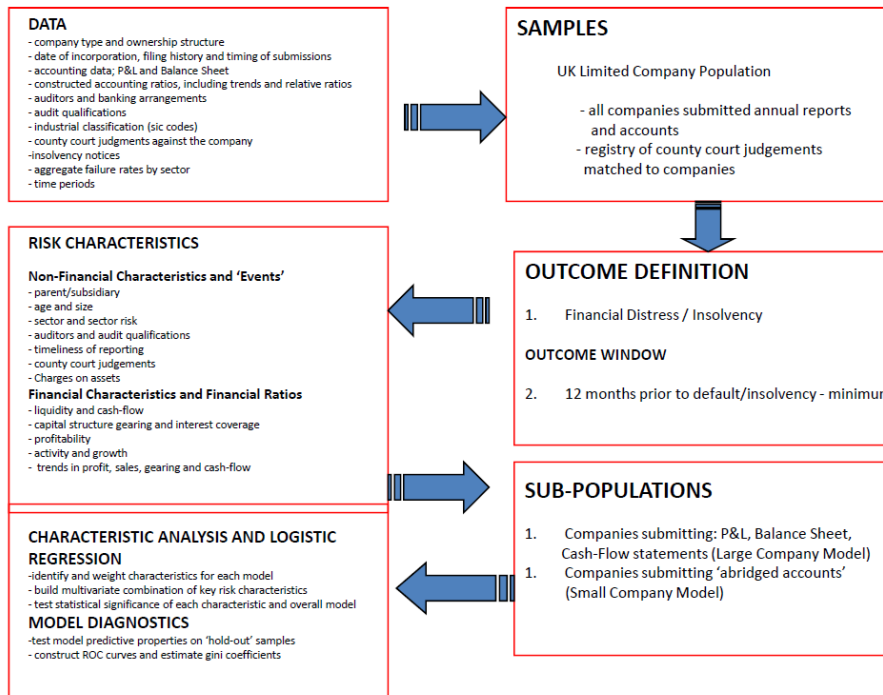 DATA
- company type and ownership structure
- date of incorporation, filing history and timing of submissions
- accounting data; P&L and Balance Sheet
- constructed accounting ratios, including trends and relative ratios
- auditors and banking arrangements
- audit qualifications
- industrial classification (sic codes)
- county court judgments against the company
-insolvency notices
- aggregate failure rates by sector
- time periods
SAMPLES
UK Limited Company Population
- all companies submitted annual reports
and accounts
- registry of county court judgements
matched to companies
OUTCOME DEFINITION
1. Financial Distress / Insolvency
OUTCOME WINDOW
2. 12 months prior to default/insolvency - minimum
RISK CHARACTERISTICS
Non-Financial Characteristics and ‘Events’
- parent/subsidiary
- age and size
- sector and sector risk
- auditors and audit qualifications
- timeliness of reporting
- county court judgements
- Charges on assets
Financial Characteristics and Financial Ratios
- liquidity and cash-flow
- capital structure gearing and interest coverage
- profitability
- activity and growth
- trends in profit, sales, gearing and cash-flow
SUB-POPULATIONS
1. Companies submitting: P&L, Balance Sheet,
Cash-Flow statements (Large Company Model)
1. Companies submitting ‘abridged accounts’
(Small Company Model)
CHARACTERISTIC ANALYSIS AND LOGISTIC
REGRESSION
-identify and weight characteristics for each model
- build multivariate combination of key risk characteristics
- test statistical significance of each characteristic and overall model
MODEL DIAGNOSTICS
-test model predictive properties on ‘hold-out’ samples
- construct ROC curves and estimate gini coefficients